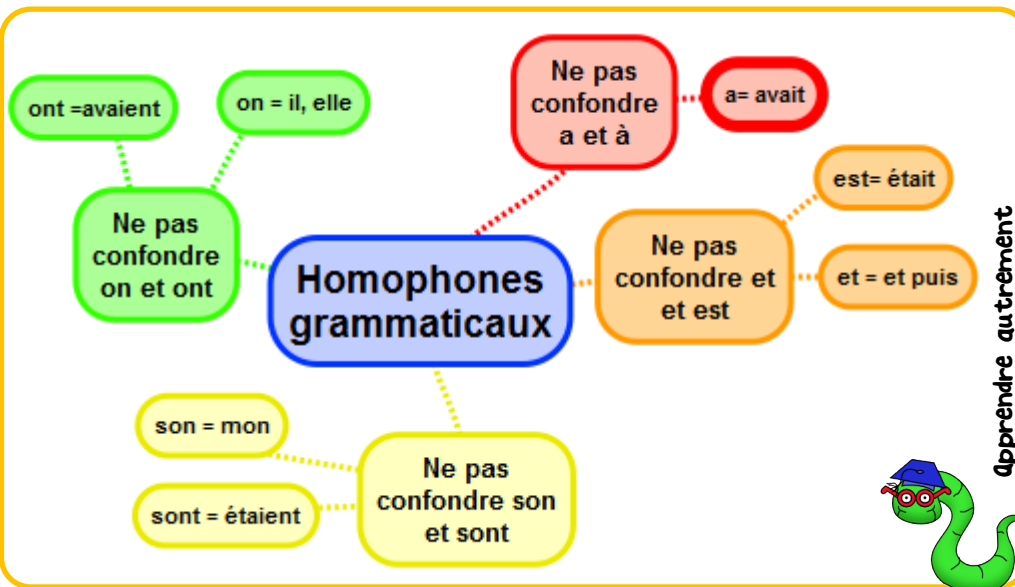 Homophones
grammaticaux
Ne pas
confondre
a et à
a= avait
Ne pas
confondre et
et est
est= était
et = et puis
Ne pas
confondre son
et sont
son = mon
sont = étaient
Ne pas
confondre
on et ont
ont =avaient
on = il, elle
apprendre autrement